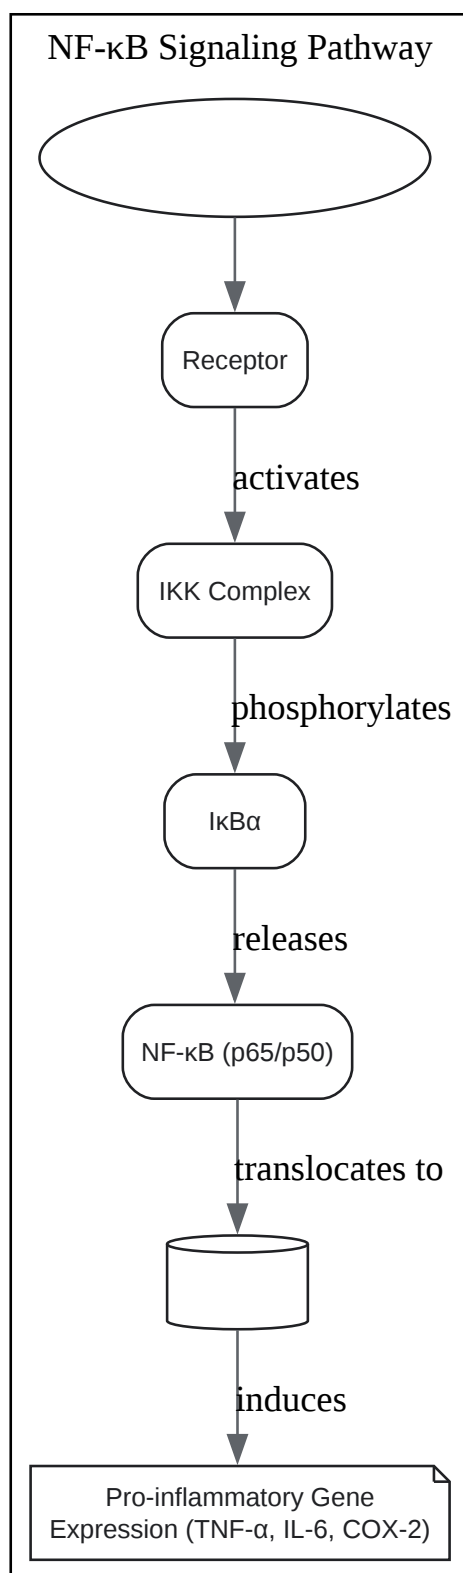 NF-κB Signaling Pathway
Receptor
activates
IKK Complex
phosphorylates
IκBα
releases
NF-κB (p65/p50)
translocates to
induces
Pro-inflammatory Gene
Expression (TNF-α, IL-6, COX-2)